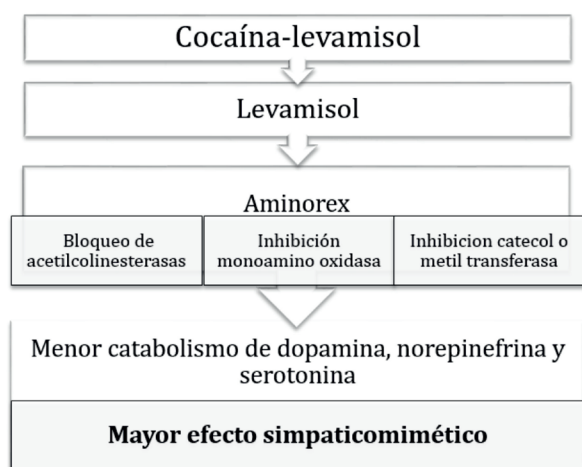 Cocaína-levamisol
Levamisol
Aminorex
Bloqueo de
acetilcolinesterasas
Inhibición
monoamino oxidasa
Inhibicion catecol o
metil transferasa
Menor catabolismo de dopamina, norepinefrina y
serotonina
Mayor efecto simpaticomimético